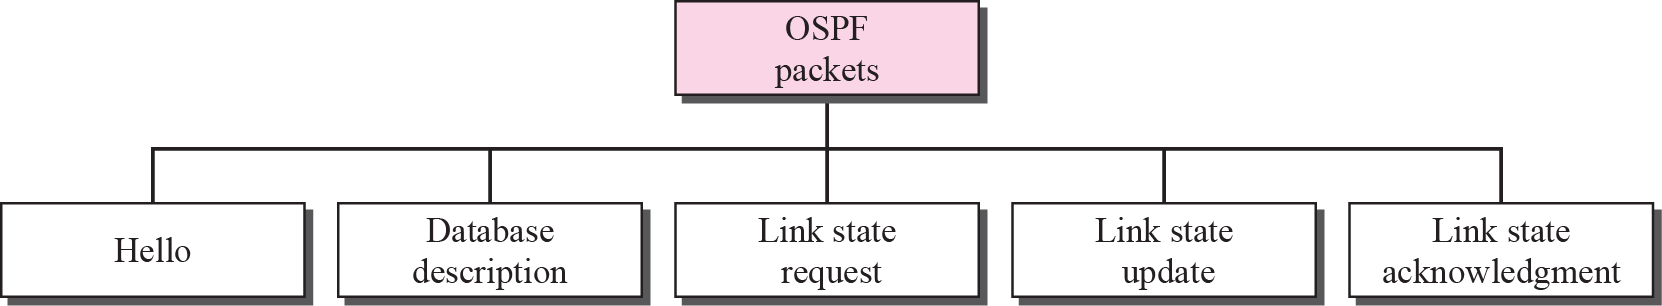 OSPF
packets
Hello
Database
description
Link state
request
Link state
update
Link state
acknowledgment